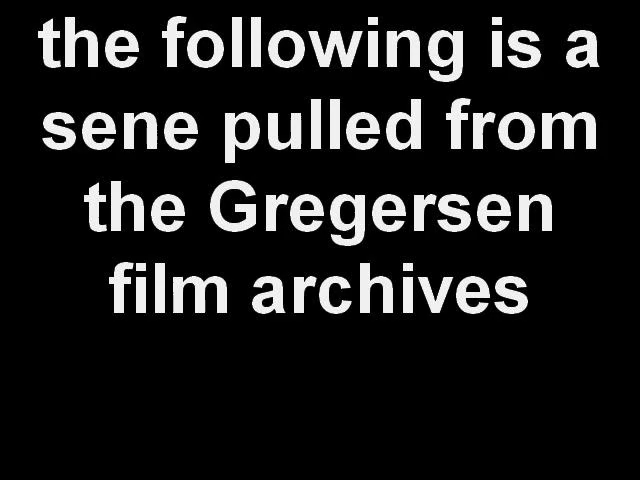 the following is a
sene pulled from
the Gregersen
film archives